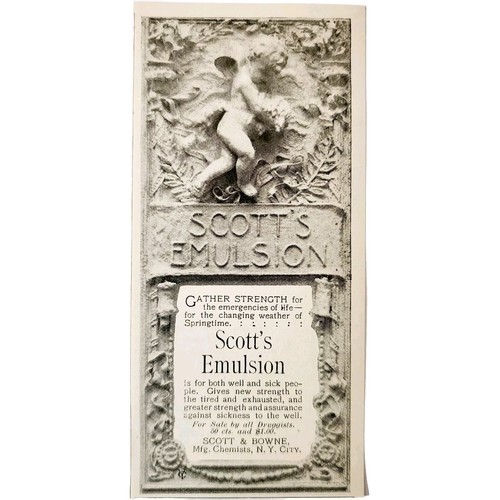 SCOTT'S
EMULSION
GATHER STRENGTH for
the emergencies of life—
for the changing weather of
Springtime. : : : : : :
Scott's
Emulsion
is for both well and sick peo-
ple. Gives new strength to
the tired and exhausted, and
greater strength and assurance
against sickness to the well.
For Sale by all Druggists.
50 cts. and $1.00.
SCOTT & BOWNE,
Mfg. Chemists, N. Y. CITY.